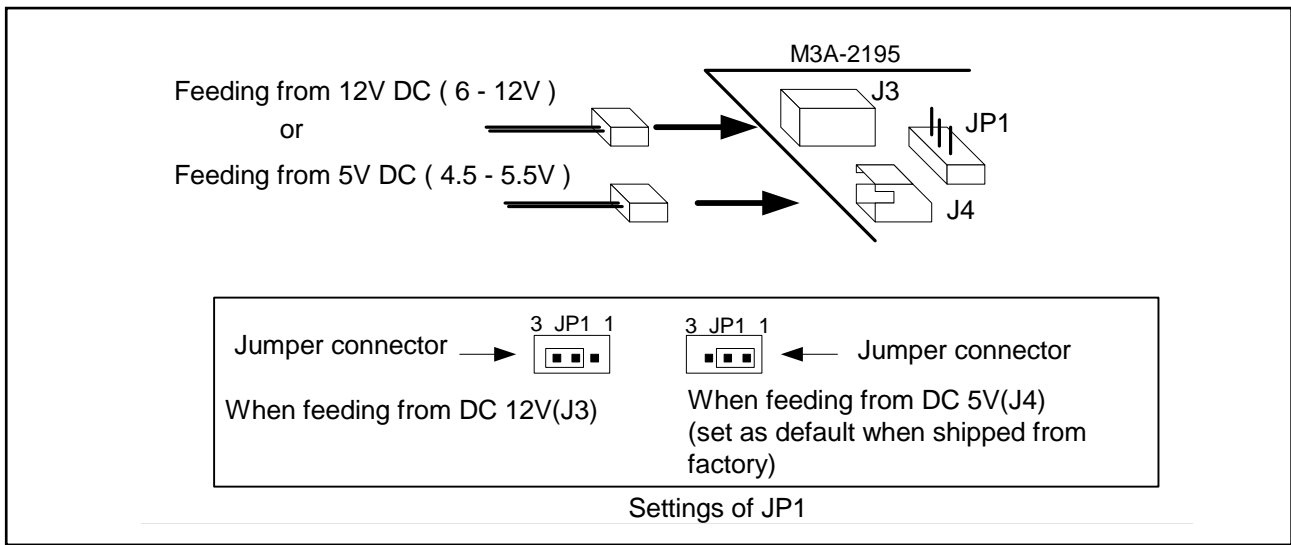 M3A-2195
Feeding from 12V DC ( 6 - 12V )
J3
or
JP1
Feeding from 5V DC ( 4.5 - 5.5V )
J4
3 JP1 1
Jumper connector
When feeding from DC 12V(J3)
3 JP1 1
Jumper connector
When feeding from DC 5V(J4)
(set as default when shipped from
factory)
Settings of JP1